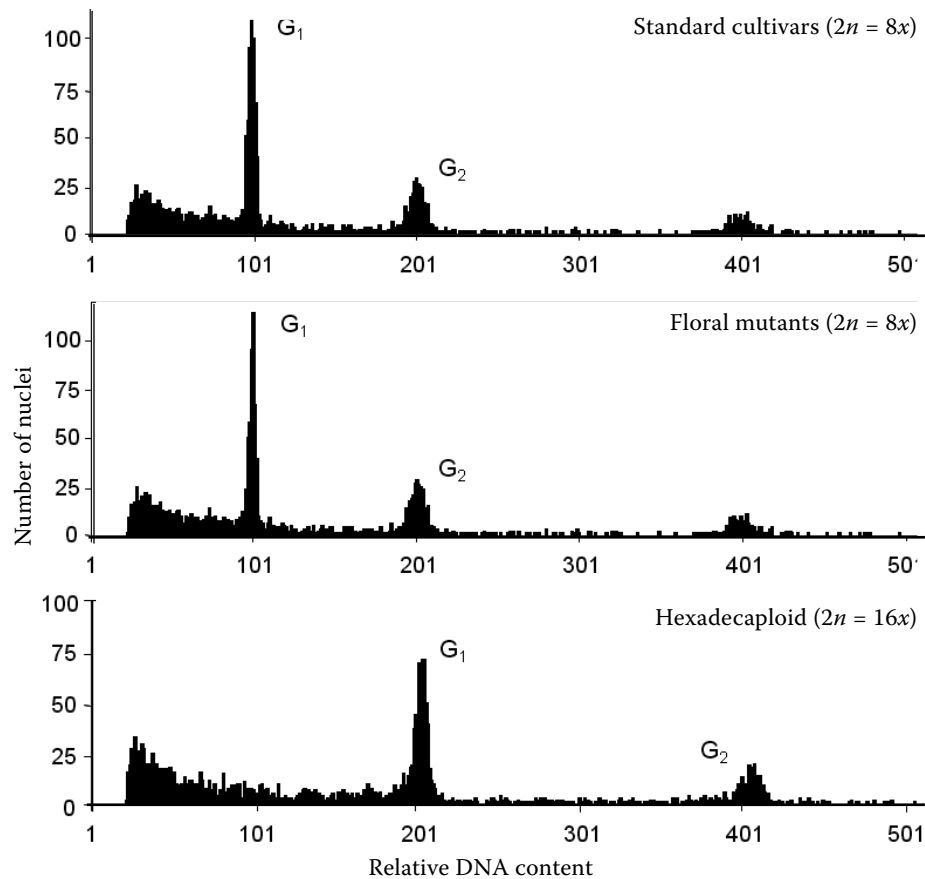 Standard cultivars (2n = 8x)
G₁
100
75
50
G₂
25
0
1 101 201 301 401 501
Floral mutants (2n = 8x)
G₁
100
75
50
G₂
25
0
1 101 201 301 401 501
Number of nuclei
Hexadecaploid (2n = 16x)
100
G₁
75
50
G₂
25
0
1 101 201 301 401 501
Relative DNA content